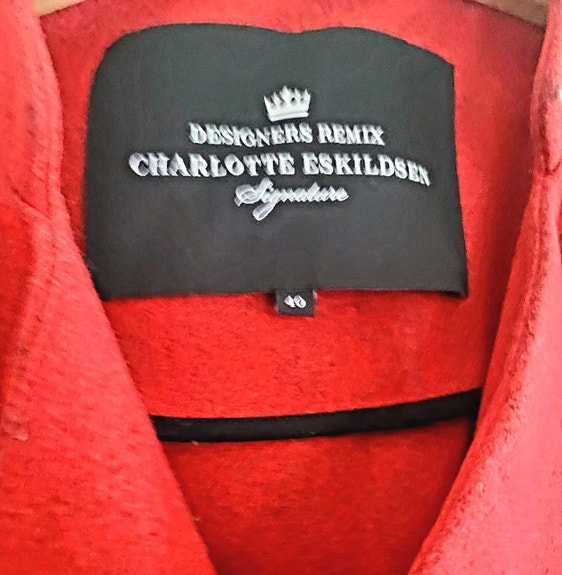 DESIGNERS REMIX
CHARLOTTE ESKILDSEN
Signature
40